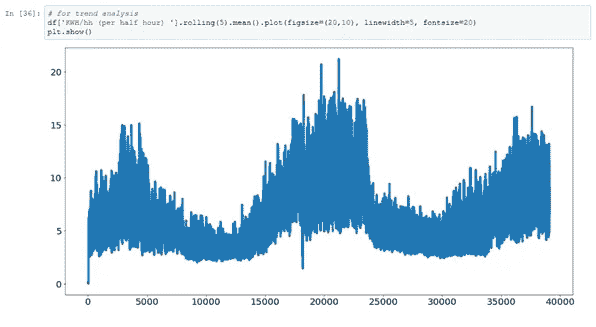 In [36]: # for trend analysis
df['KWH/hh (per half hour) '].rolling(5).mean().plot(figsize=(20,10), linewidth=5, fontsize=20)
plt.show()
20
15
10
5
0
0 5000 10000 15000 20000 25000 30000 35000 40000